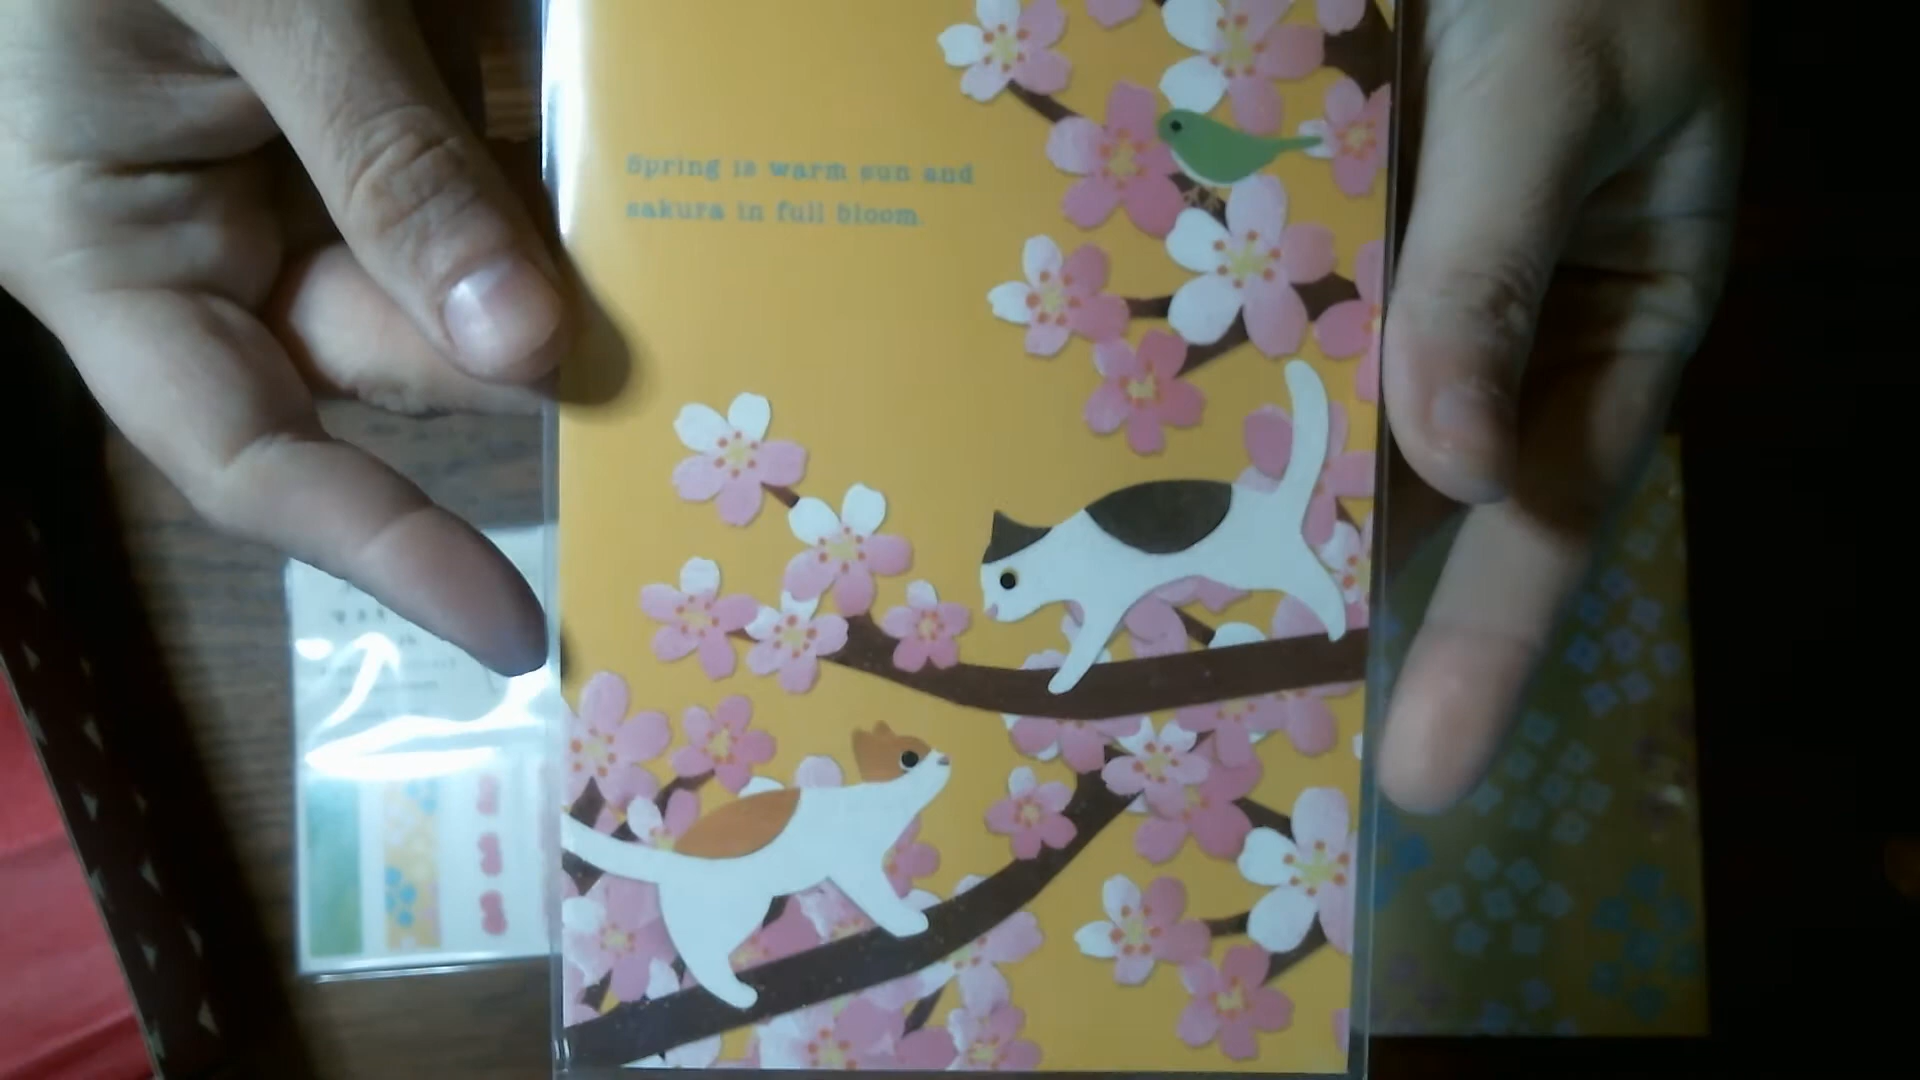 Spring is warm sun and
sakura in full bloom.